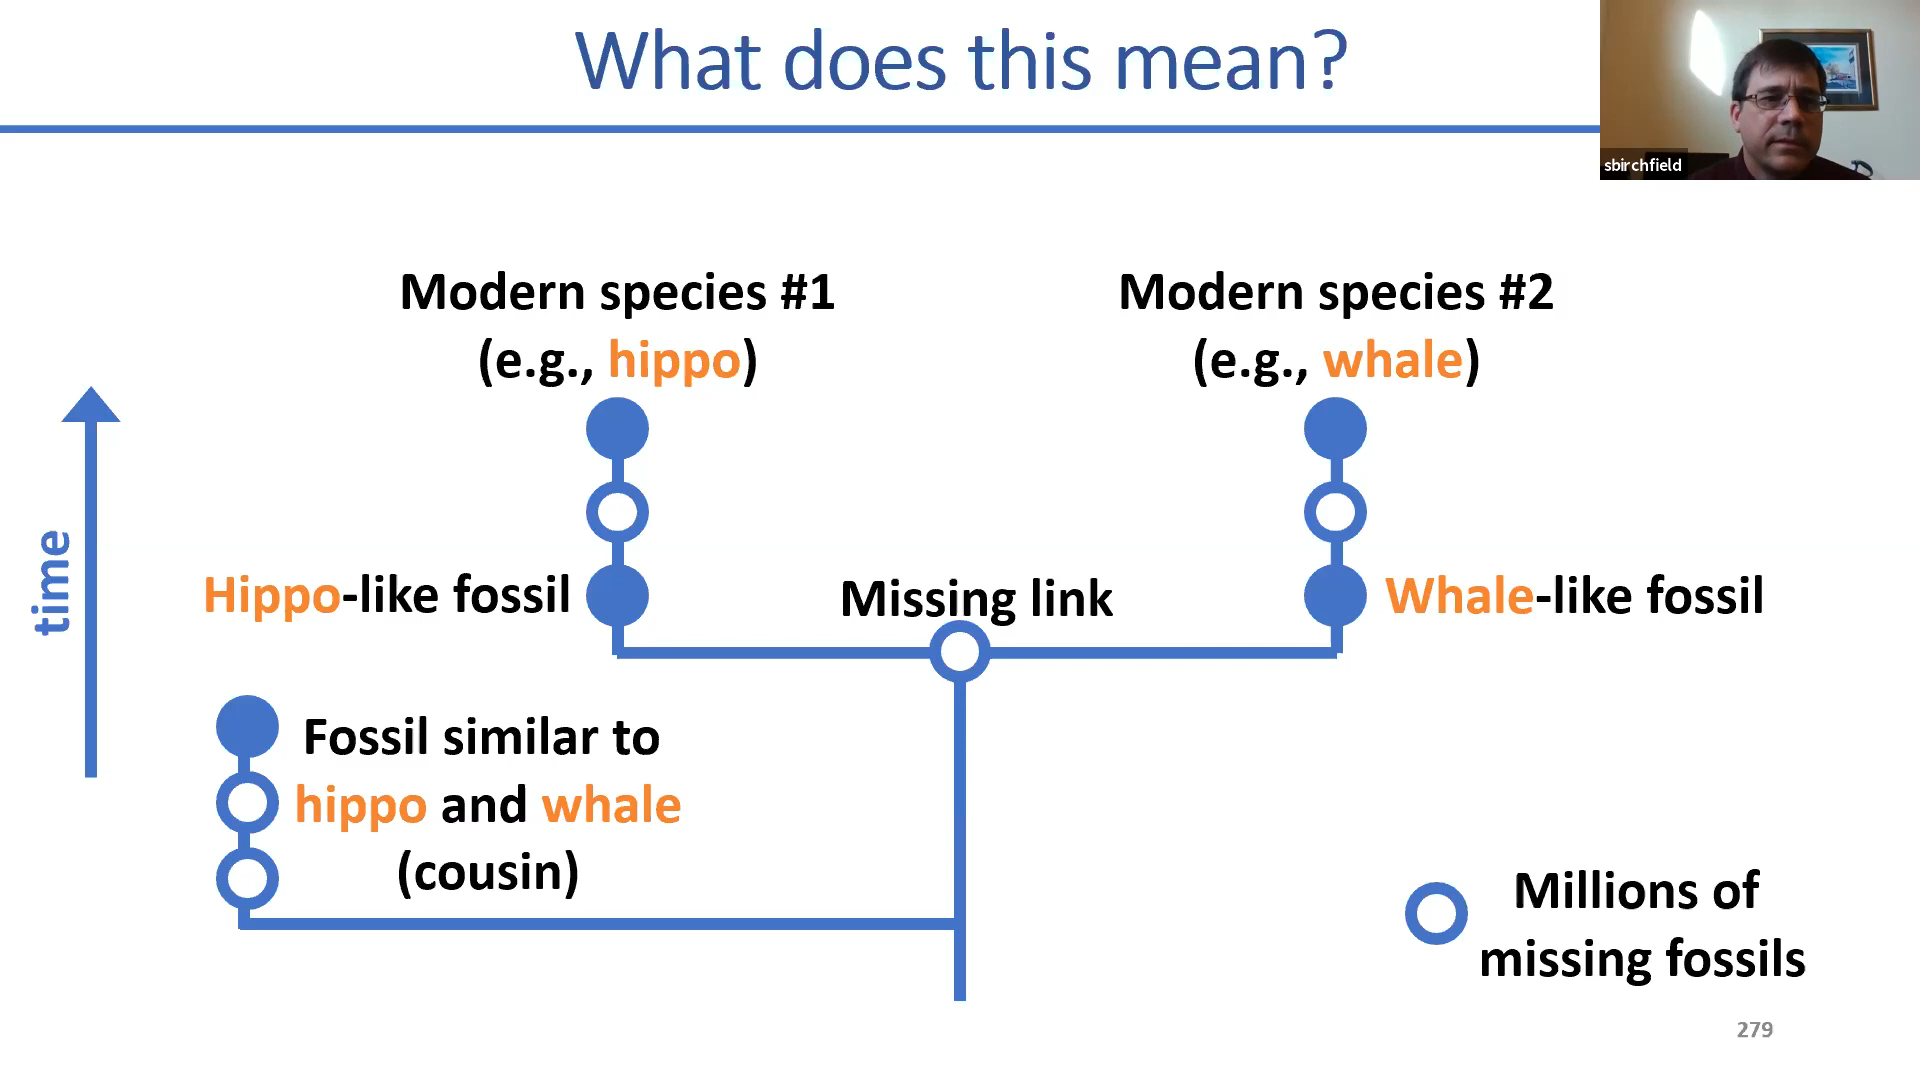 What does this mean?
sbirchfield
Modern species #1
(e.g., hippo)
Modern species #2
(e.g., whale)
time
Hippo-like fossil
Missing link
Whale-like fossil
Fossil similar to
hippo and whale
(cousin)
Millions of
missing fossils
279